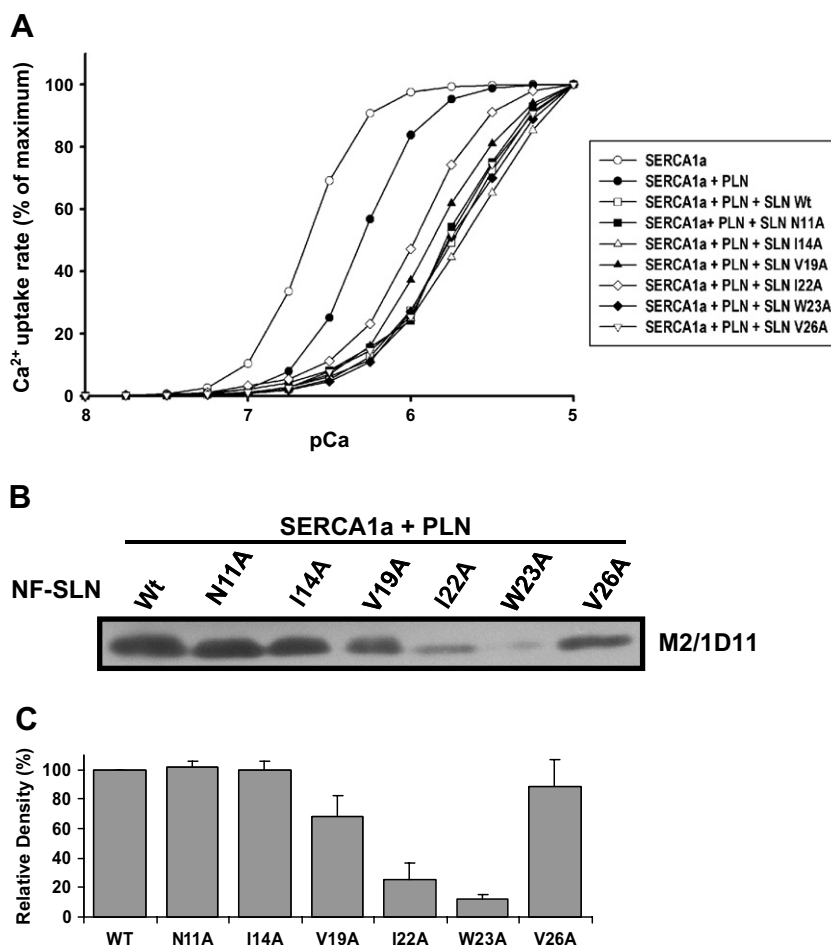 A
Ca²⁺ uptake rate (% of maximum)
100
80
60
40
20
0
8
7
6
5
pCa
SERCA1a
SERCA1a + PLN
SERCA1a + PLN + SLN Wt
SERCA1a+ PLN + SLN N11A
SERCA1a + PLN + SLN I14A
SERCA1a + PLN + SLN V19A
SERCA1a + PLN + SLN I22A
SERCA1a + PLN + SLN W23A
SERCA1a + PLN + SLN V26A
B
SERCA1a + PLN
NF-SLN Wt N11A I14A V19A I22A W23A V26A
M2/1D11
C
Relative Density (%)
100
80
60
40
20
0
WT N11A I14A V19A I22A W23A V26A